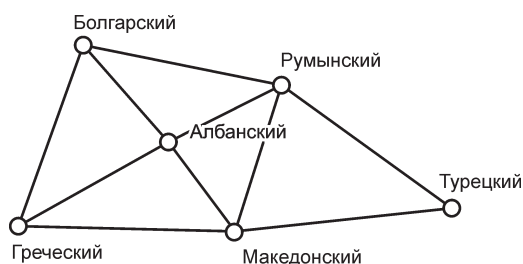 Болгарский
Румынский
Албанский
Турецкий
Греческий
Македонский